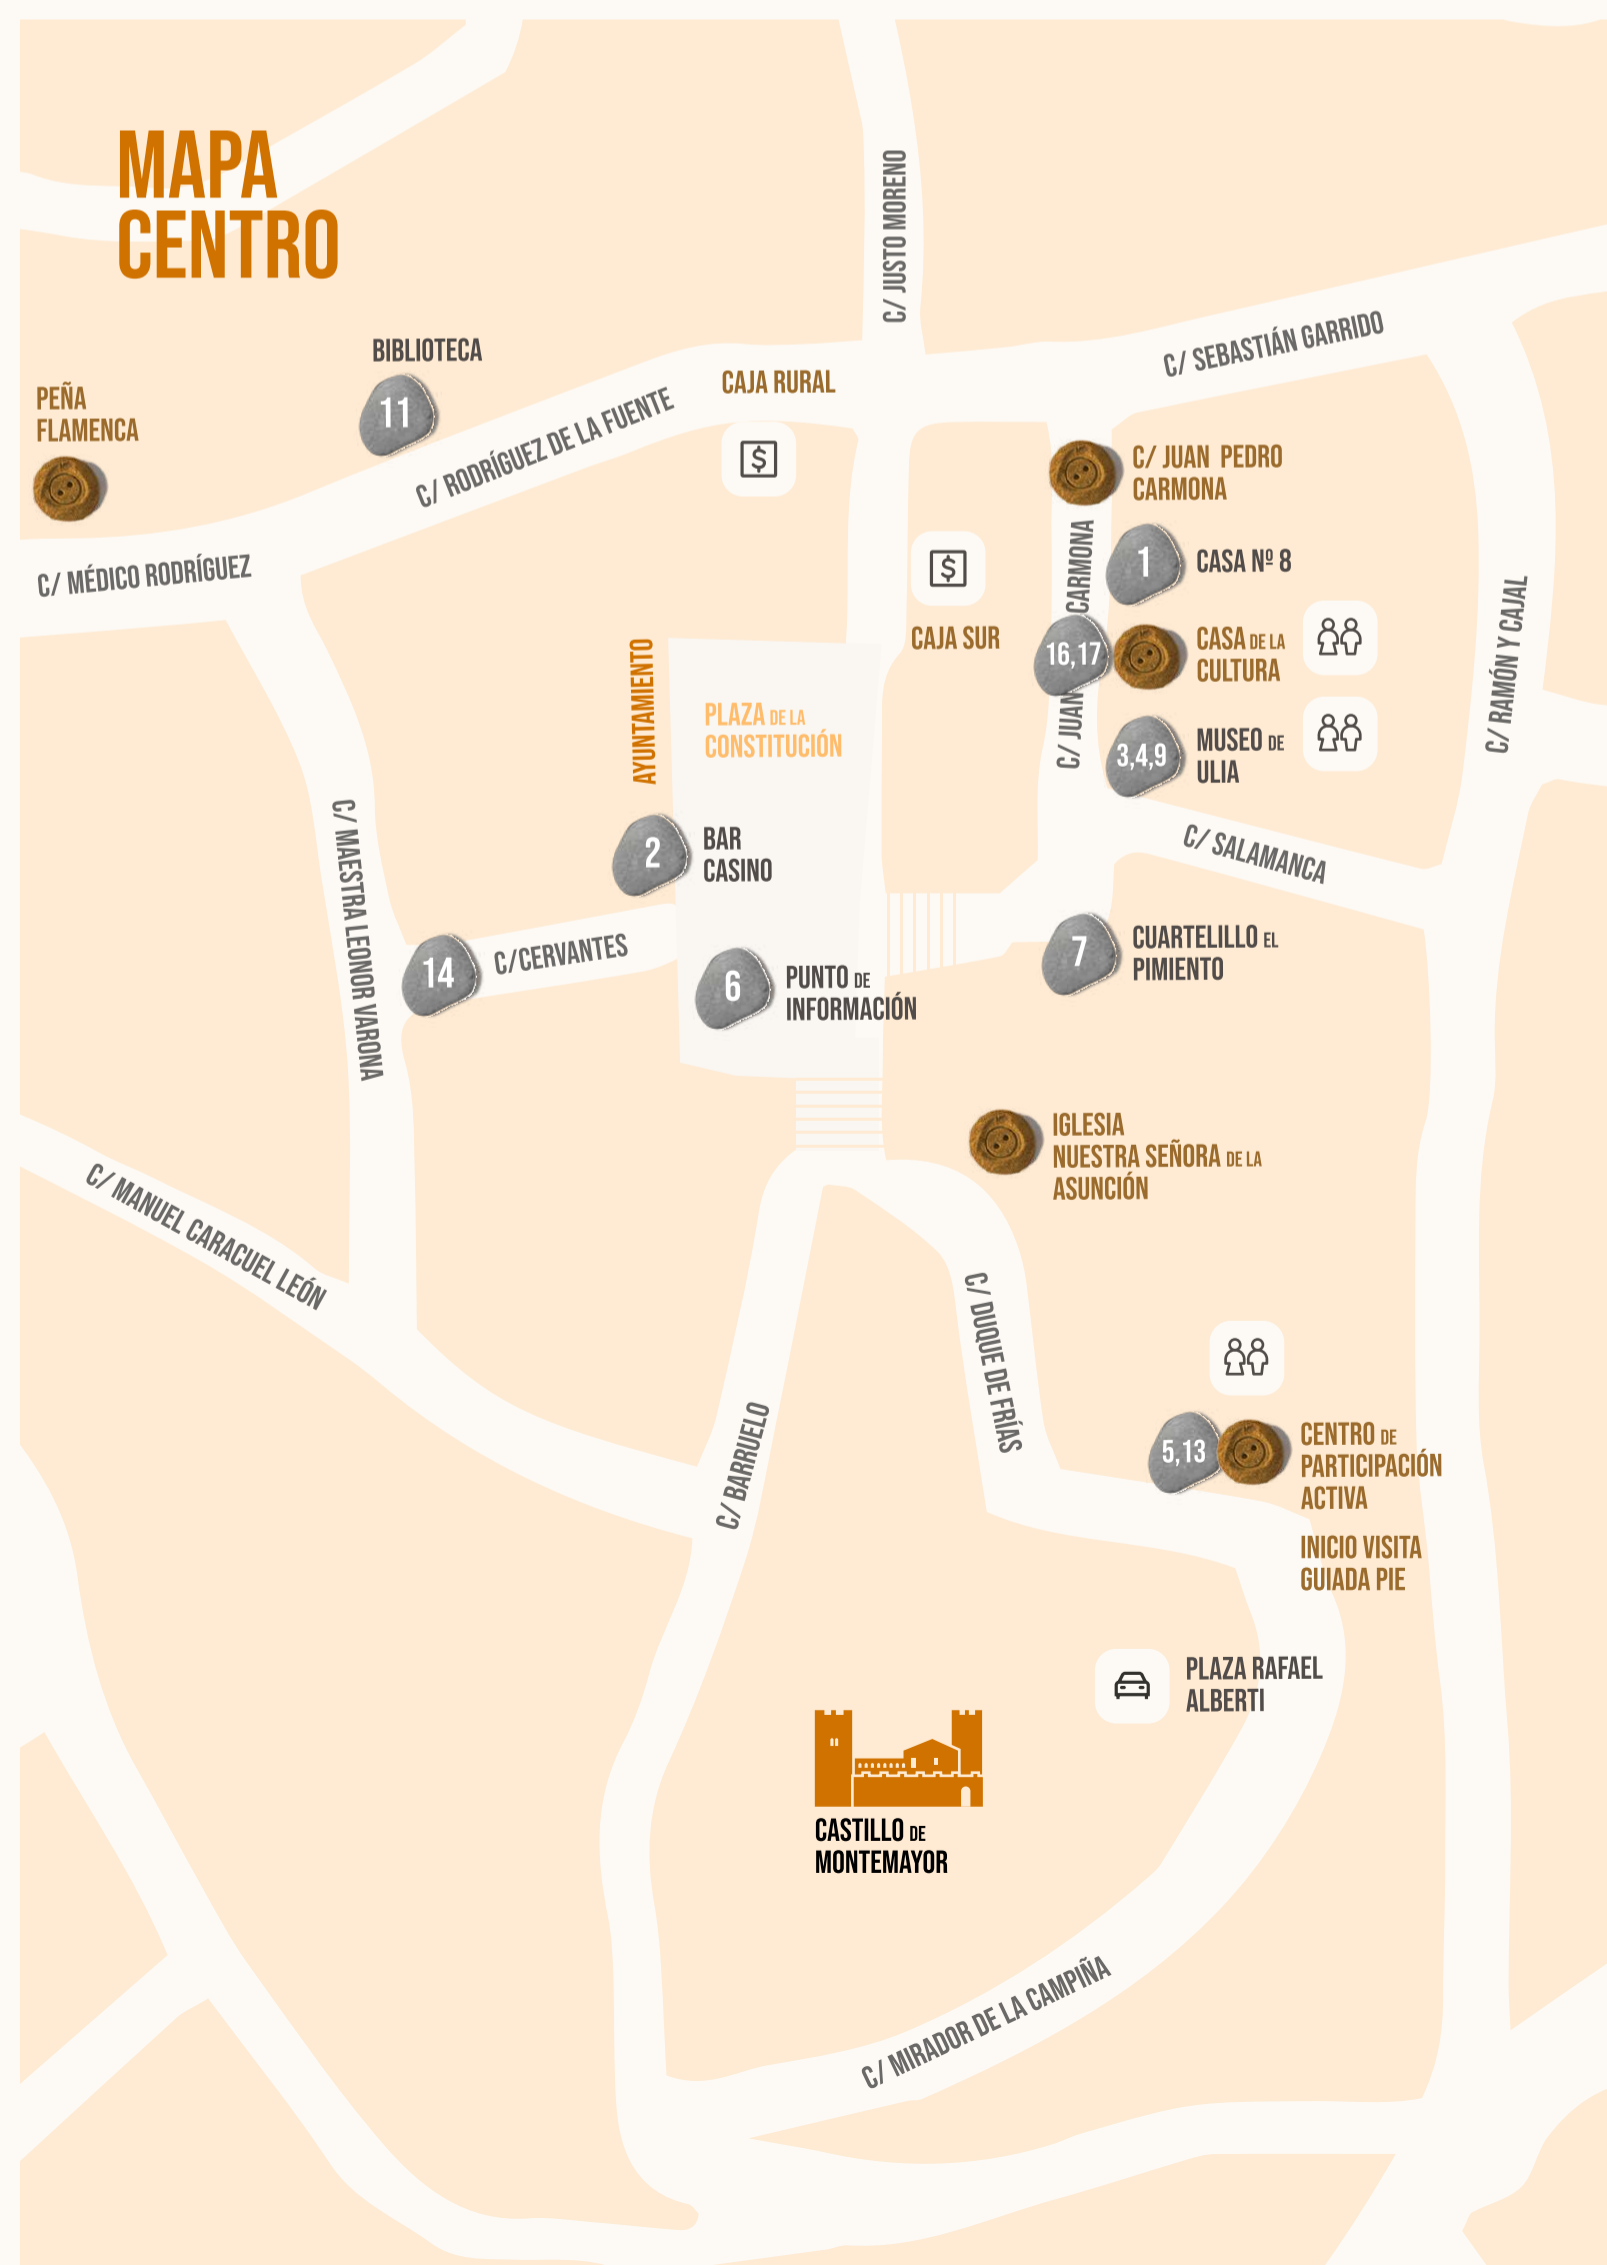 MAPA
CENTRO
C/ JUSTO MORENO
C/ SEBASTIÁN GARRIDO
BIBLIOTECA
11
PEÑA
FLAMENCA
C/ RODRÍGUEZ DE LA FUENTE
CAJA RURAL
$
C/ MÉDICO RODRÍGUEZ
C/ JUAN PEDRO
CARMONA
1
CASA Nº 8
$
CAJA SUR
C/ JUAN CARMONA
16,17
CASA DE LA
CULTURA
3,4,9
MUSEO DE
ULIA
C/ RAMÓN Y CAJAL
AYUNTAMIENTO
PLAZA DE LA
CONSTITUCIÓN
2
BAR
CASINO
C/ SALAMANCA
C/ MAESTRA LEONOR VARONA
14
C/CERVANTES
6
PUNTO DE
INFORMACIÓN
7
CUARTELILLO EL
PIMIENTO
IGLESIA
NUESTRA SEÑORA DE LA
ASUNCIÓN
C/ MANUEL CARACUEL LEÓN
C/ DUQUE DE FRÍAS
C/ BARRUELO
5,13
CENTRO DE
PARTICIPACIÓN
ACTIVA
INICIO VISITA
GUIADA PIE
PLAZA RAFAEL
ALBERTI
CASTILLO DE
MONTEMAYOR
C/ MIRADOR DE LA CAMPIÑA